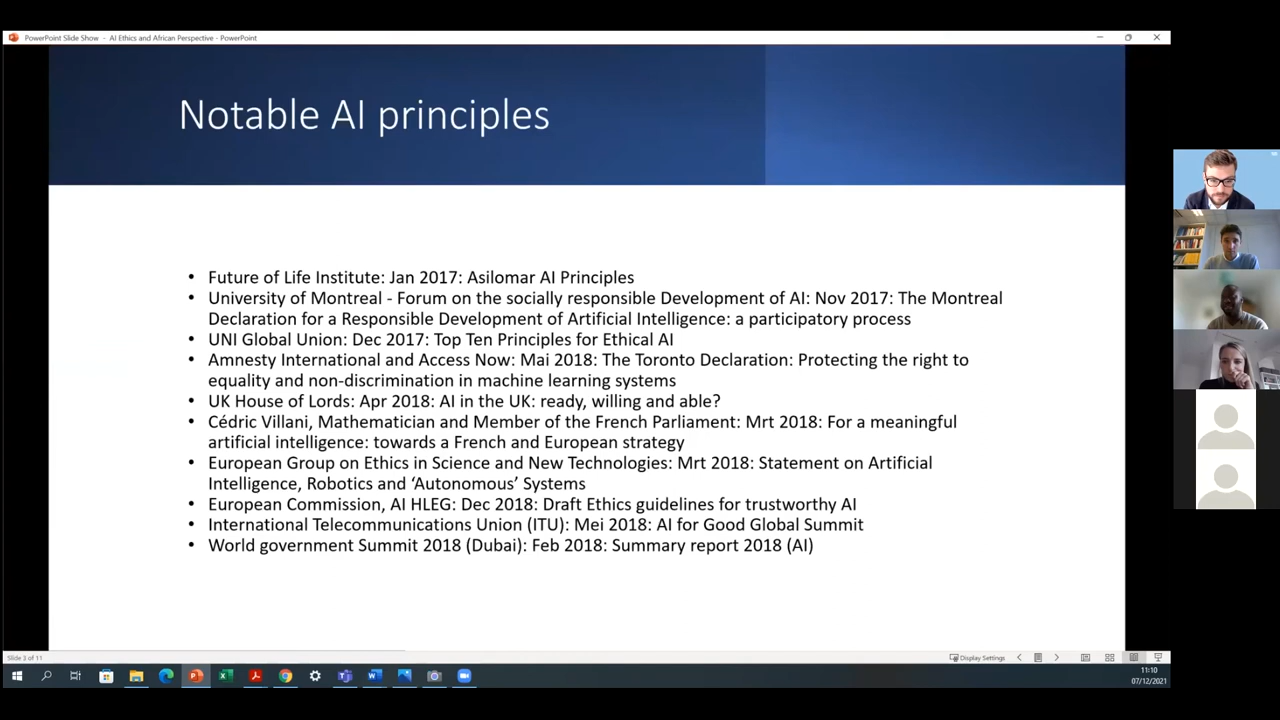 PowerPoint Slide Show - AI Ethics and African Perspective - PowerPoint
Notable AI principles
• Future of Life Institute: Jan 2017: Asilomar AI Principles
• University of Montreal - Forum on the socially responsible Development of AI: Nov 2017: The Montreal
Declaration for a Responsible Development of Artificial Intelligence: a participatory process
• UNI Global Union: Dec 2017: Top Ten Principles for Ethical AI
• Amnesty International and Access Now: Mai 2018: The Toronto Declaration: Protecting the right to
equality and non-discrimination in machine learning systems
• UK House of Lords: Apr 2018: AI in the UK: ready, willing and able?
• Cédric Villani, Mathematician and Member of the French Parliament: Mrt 2018: For a meaningful
artificial intelligence: towards a French and European strategy
• European Group on Ethics in Science and New Technologies: Mrt 2018: Statement on Artificial
Intelligence, Robotics and ‘Autonomous’ Systems
• European Commission, AI HLEG: Dec 2018: Draft Ethics guidelines for trustworthy AI
• International Telecommunications Union (ITU): Mei 2018: AI for Good Global Summit
• World government Summit 2018 (Dubai): Feb 2018: Summary report 2018 (AI)
Slide 3 of 11
Display Settings
11:10
07/12/2021